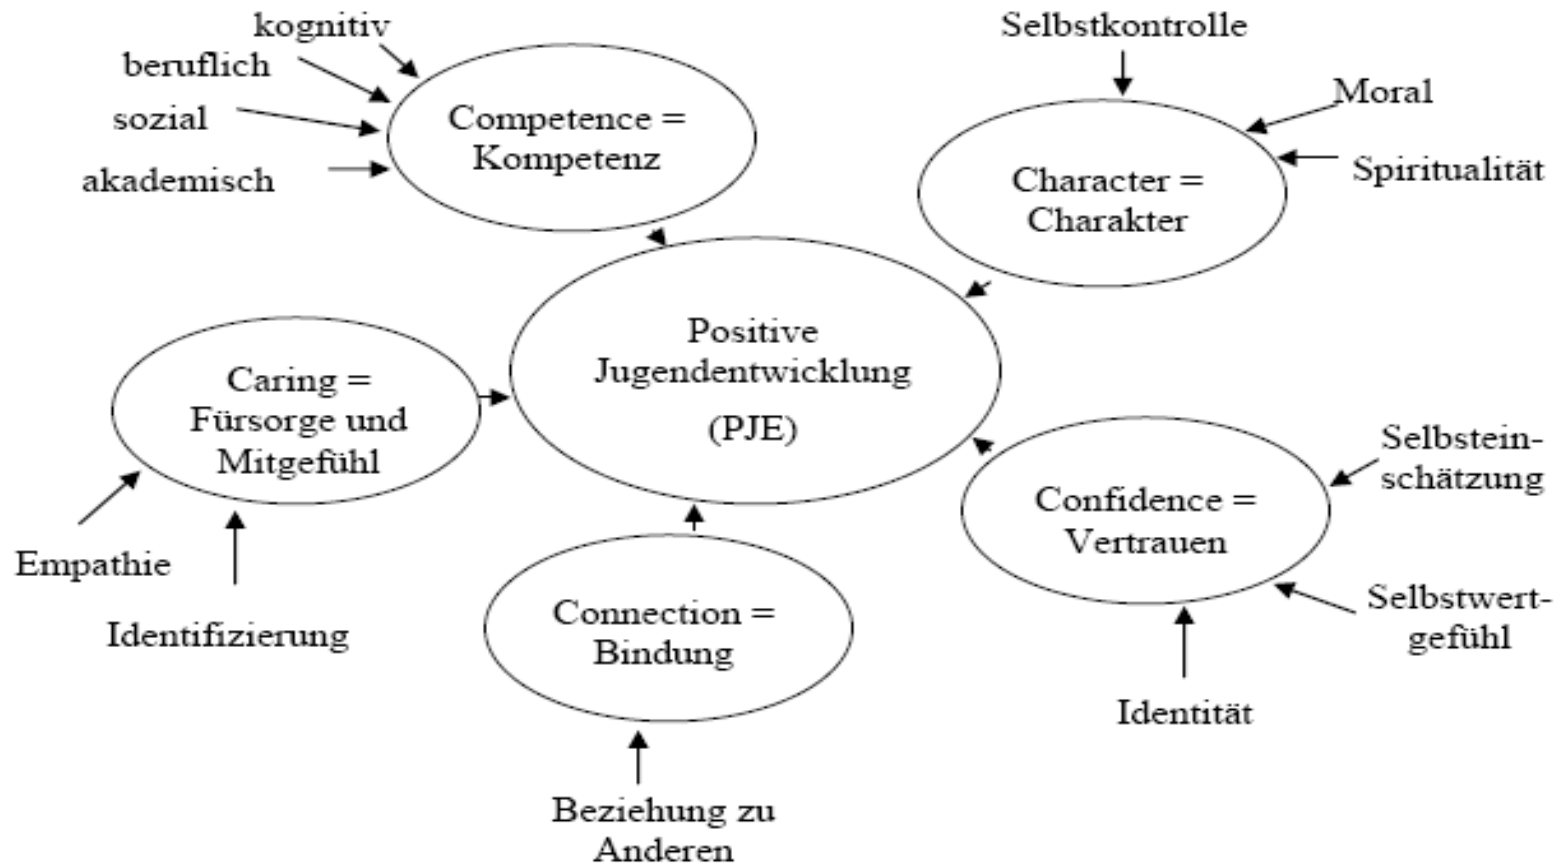 kognitiv
beruflich
sozial
akademisch
Competence =
Kompetenz
Selbstkontrolle
Moral
Spiritualität
Character =
Charakter
Positive
Jugendentwicklung
(PJE)
Caring =
Fürsorge und
Mitgefühl
Empathie
Identifizierung
Confidence =
Vertrauen
Selbstein-
schätzung
Selbstwert-
gefühl
Identität
Connection =
Bindung
Beziehung zu
Anderen